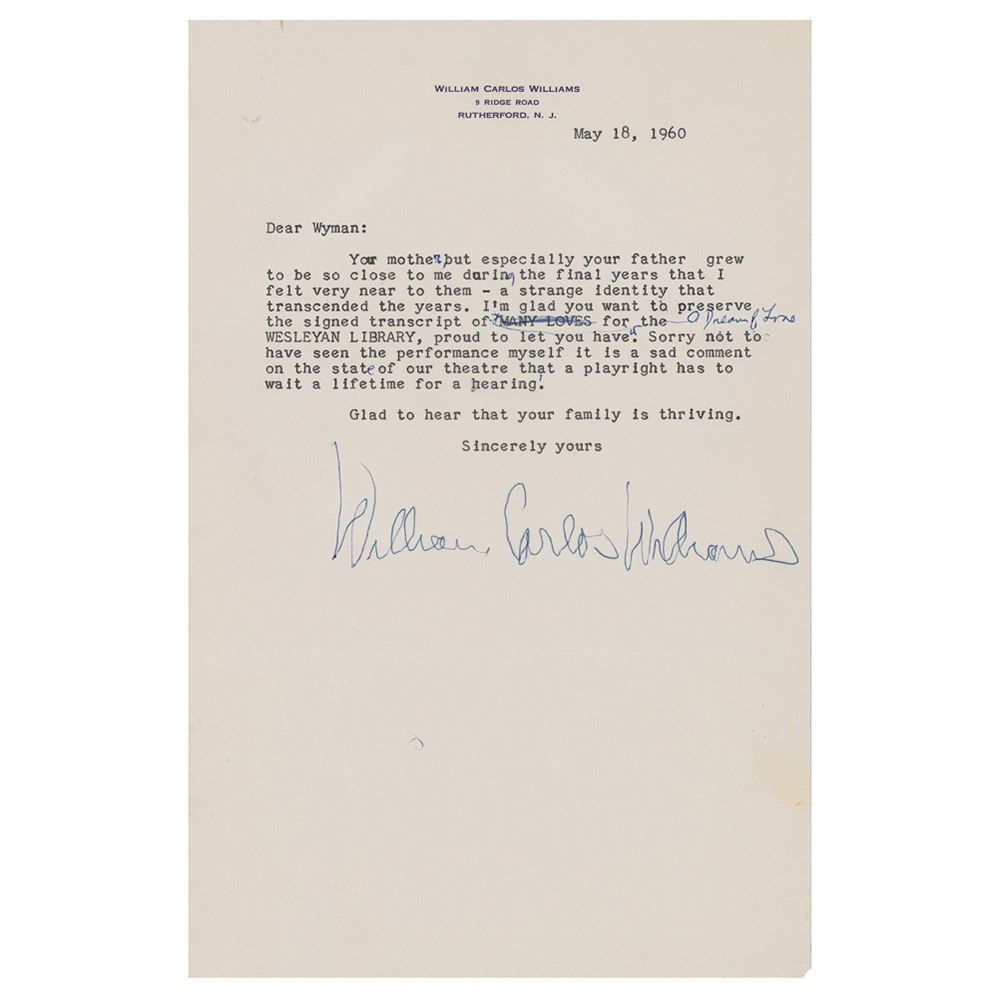 WILLIAM CARLOS WILLIAMS
9 RIDGE ROAD
RUTHERFORD, N. J.
May 18, 1960
Dear Wyman:
Your mother, but especially your father grew
to be so close to me during the final years that I
felt very near to them - a strange identity that
transcended the years. I'm glad you want to preserve
the signed transcript of MANY LOVES for the A Dream of Love
WESLEYAN LIBRARY, proud to let you have. Sorry not to
have seen the performance myself it is a sad comment
on the state of our theatre that a playright has to
wait a lifetime for a hearing!
Glad to hear that your family is thriving.
Sincerely yours
William Carlos Williams